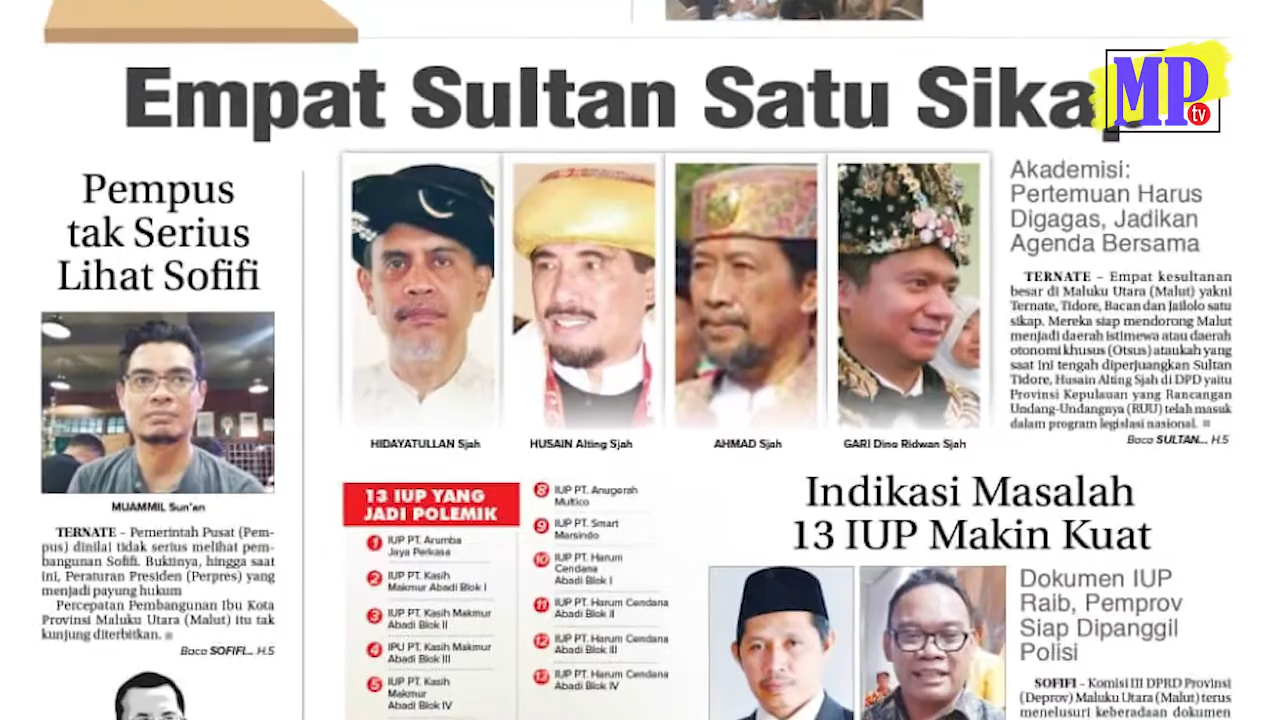 Empat Sultan Satu Sikap
MP
tv
Pempus
tak Serius
Lihat Sofifi
MUAMMIL Sun'an
TERNATE – Pemerintah Pusat (Pem-
pus) dinilai tidak serius melihat pem-
bangunan Sofifi. Buktinya, hingga saat
ini, Peraturan Presiden (Perpres) yang
menjadi payung hukum
Percepatan Pembangunan Ibu Kota
Provinsi Maluku Utara (Malut) itu tak
kunjung diterbitkan.
Baca SOFIFI... H.5
HIDAYATULLAH Sjah
HUSAIN Alting Sjah
AHMAD Sjah
GARI Dino Ridwan Sjah
Akademisi:
Pertemuan Harus
Digagas, Jadikan
Agenda Bersama
TERNATE – Empat kesultanan
besar di Maluku Utara (Malut) yakni
Ternate, Tidore, Bacan dan Jailolo satu
sikap. Mereka siap mendorong Malut
menjadi daerah istimewa atau daerah
otonomi khusus (Otsus) ataukah yang
saat ini tengah diperjuangkan Sultan
Tidore, Husain Alting Sjah di DPD yaitu
Provinsi Kepulauan yang Rancangan
Undang-Undangnya (RUU) telah masuk
dalam program legislasi nasional.
Baca SULTAN... H.5
13 IUP YANG
JADI POLEMIK
1 IUP PT. Arumba
Jaya Perkasa
2 IUP PT. Kasih
Makmur Abadi Blok I
3 IUP PT. Kasih Makmur
Abadi Blok II
4 IPU PT. Kasih Makmur
Abadi Blok III
5 IUP PT. Kasih
Makmur
Abadi Blok IV
8 IUP PT. Anugerah
Multico
9 IUP PT. Smart
Marsindo
10 IUP PT. Harum
Cendana
Abadi Blok I
11 IUP PT. Harum Cendana
Abadi Blok II
12 IUP PT. Harum Cendana
Abadi Blok III
13 IUP PT. Harum Cendana
Abadi Blok IV
Indikasi Masalah
13 IUP Makin Kuat
Dokumen IUP
Raib, Pemprov
Siap Dipanggil
Polisi
SOFIFI – Komisi III DPRD Provinsi
(Deprov) Maluku Utara (Malut) terus
menelusuri keberadaan dokumen